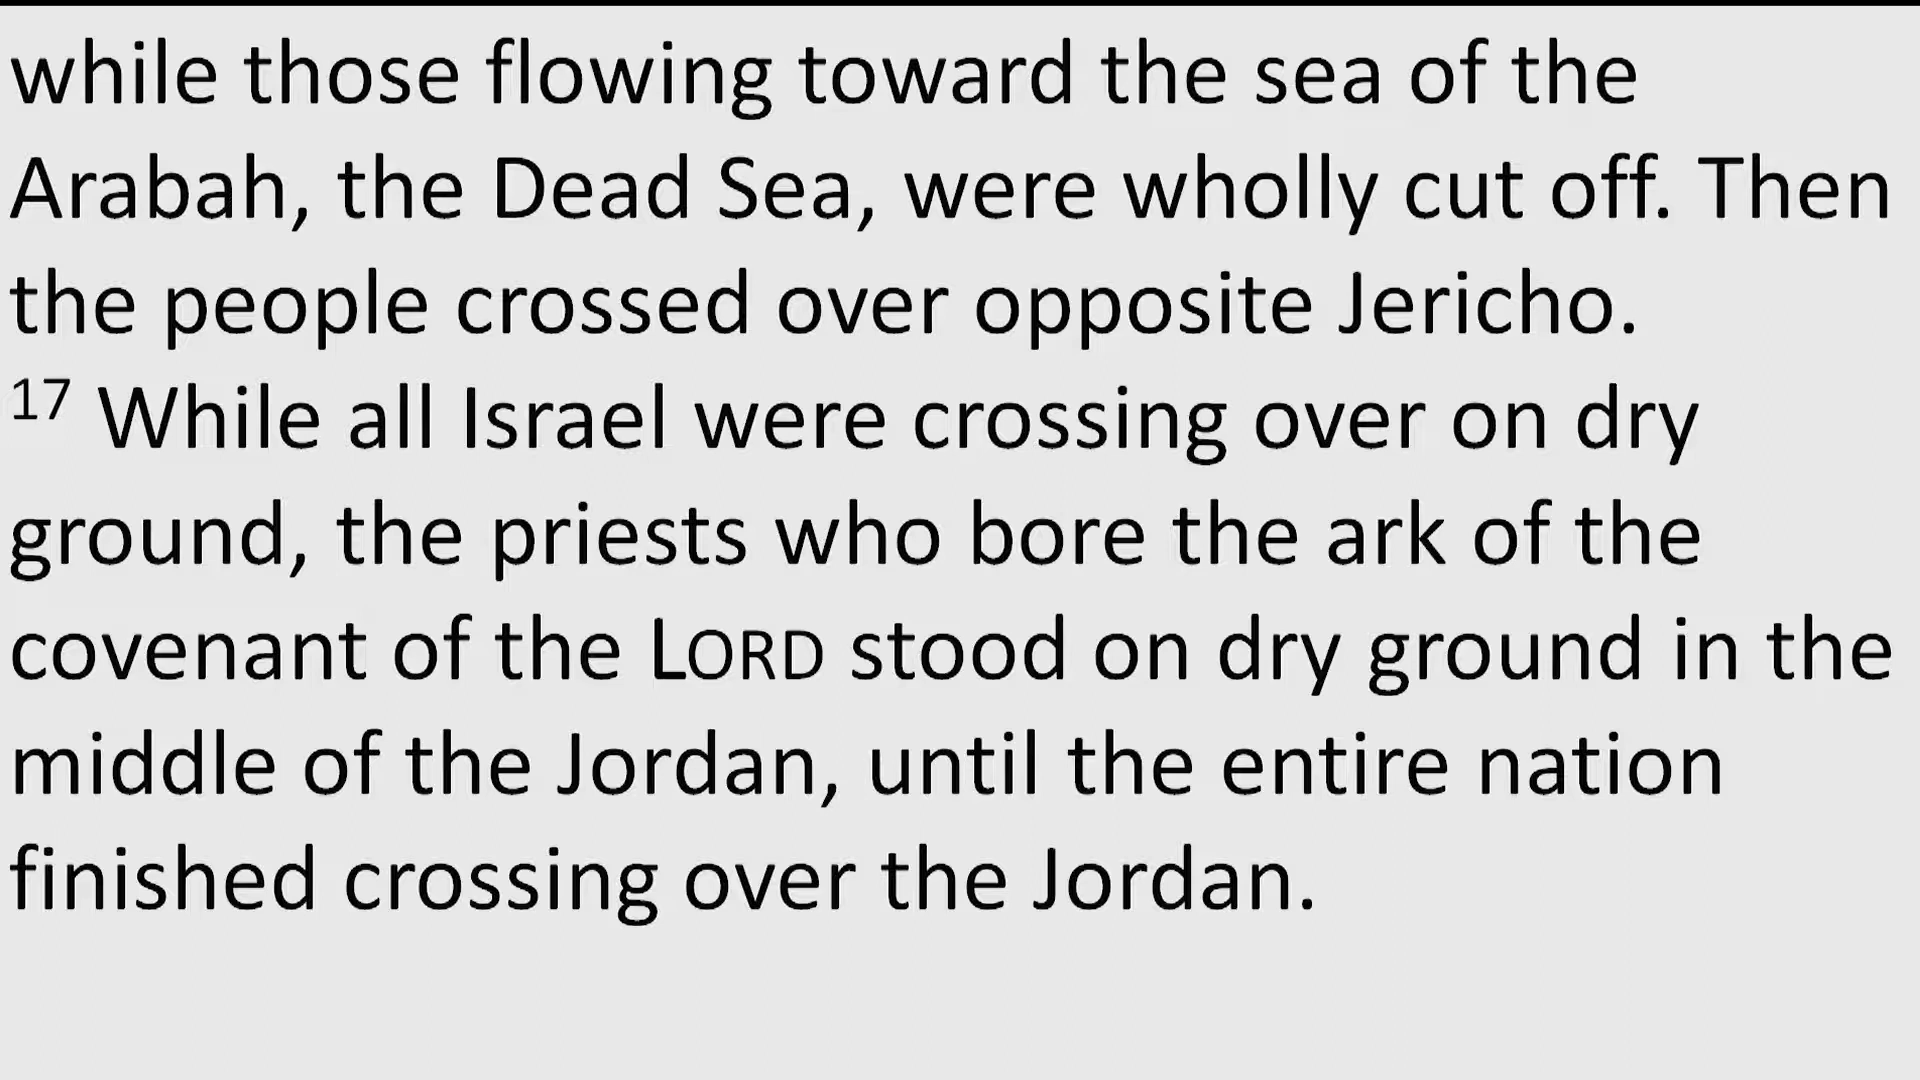 while those flowing toward the sea of the
Arabah, the Dead Sea, were wholly cut off. Then
the people crossed over opposite Jericho.
17 While all Israel were crossing over on dry
ground, the priests who bore the ark of the
covenant of the LORD stood on dry ground in the
middle of the Jordan, until the entire nation
finished crossing over the Jordan.